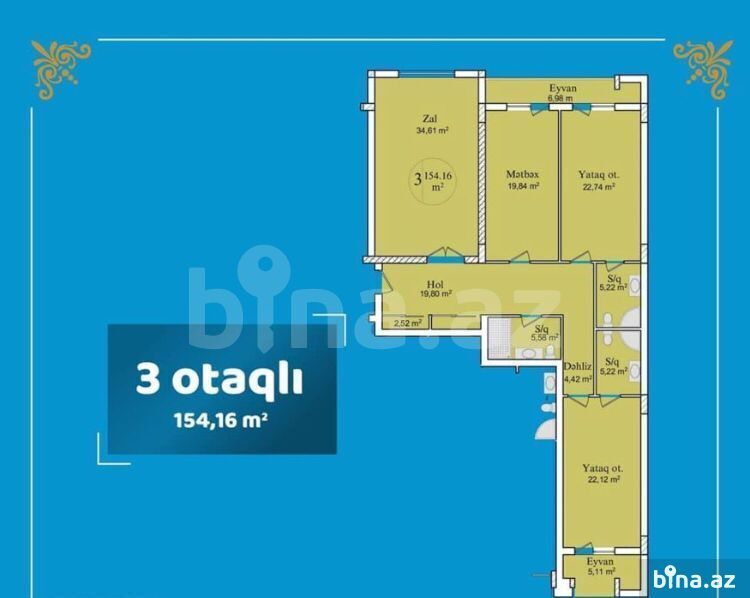 Eyvan
6,98 m
Zal
34,61 m²
3 154.16
m²
Mətbəx
19,84 m²
Yataq ot.
22,74 m²
Hol
19,80 m²
S/q
5,22 m²
2,52 m²
S/q
5,58 m²
S/q
5,22 m²
Dəhliz
4,42 m²
bina.az
3 otaqlı
154,16 m²
Yataq ot.
22,12 m²
Eyvan
5,11 m²
bina.az